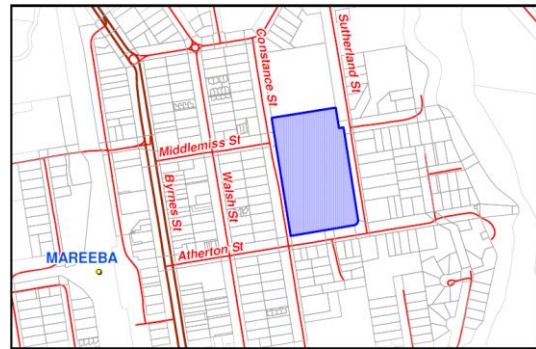 Constance St
Sutherland St
Middlemiss St
Byrnes St
Walsh St
Atherton St
MAREEBA